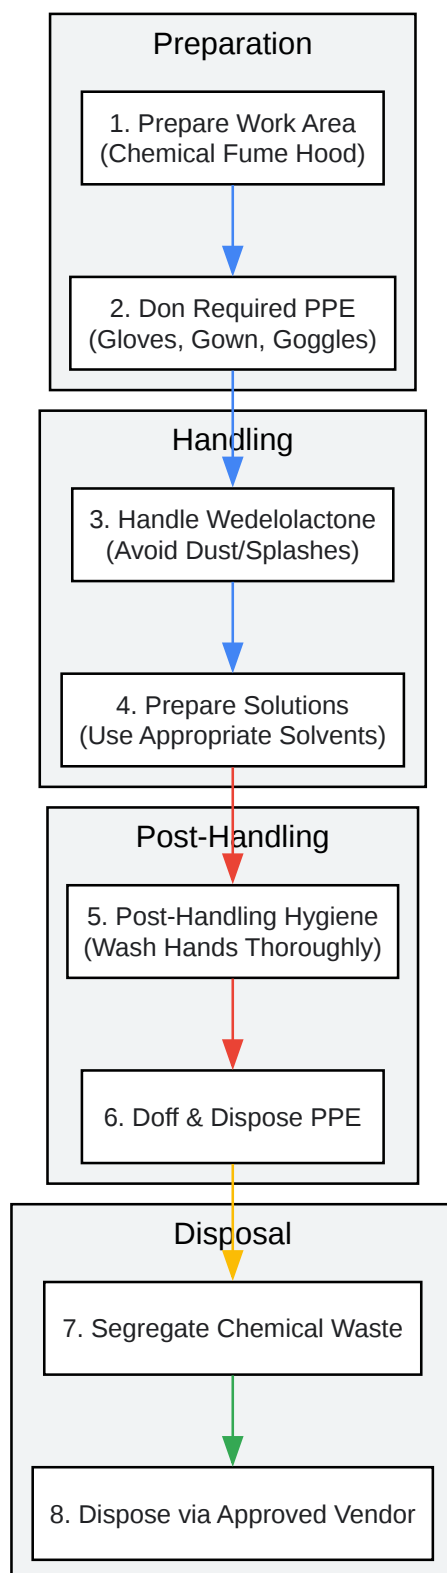 Preparation
1. Prepare Work Area
(Chemical Fume Hood)
2. Don Required PPE
(Gloves, Gown, Goggles)
Handling
3. Handle Wedelolactone
(Avoid Dust/Splashes)
4. Prepare Solutions
(Use Appropriate Solvents)
Post-Handling
5. Post-Handling Hygiene
(Wash Hands Thoroughly)
6. Doff & Dispose PPE
Disposal
7. Segregate Chemical Waste
8. Dispose via Approved Vendor